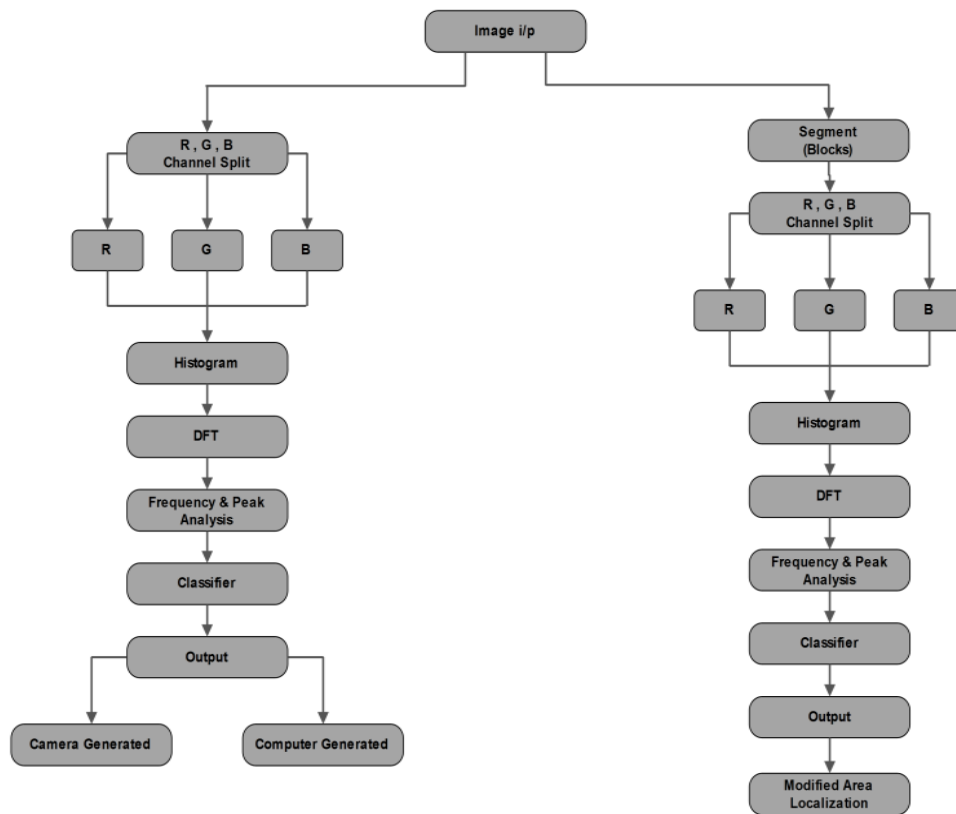 Image i/p
R , G , B
Channel Split
R
G
B
Histogram
DFT
Frequency & Peak
Analysis
Classifier
Output
Camera Generated
Computer Generated
Segment
(Blocks)
R , G , B
Channel Split
R
G
B
Histogram
DFT
Frequency & Peak
Analysis
Classifier
Output
Modified Area
Localization